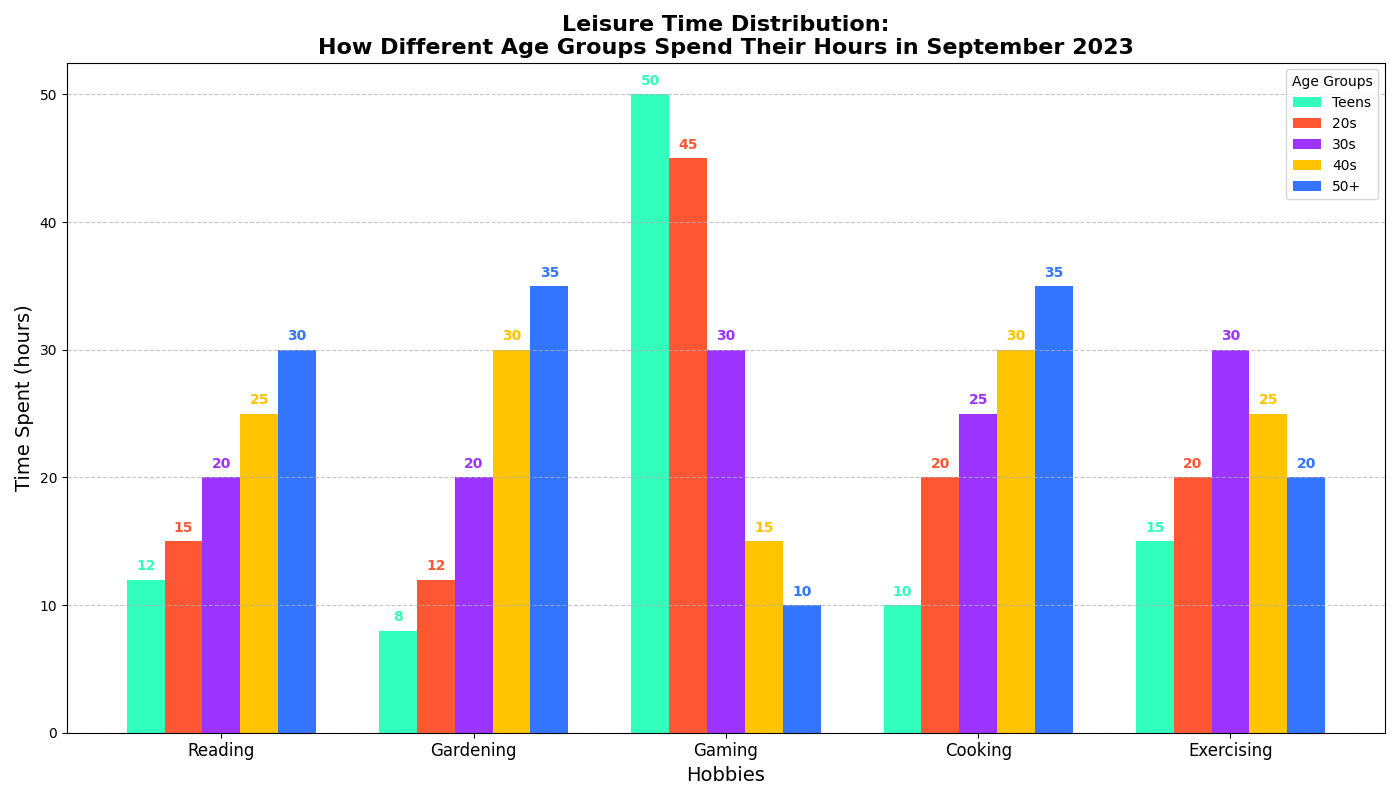 Leisure Time Distribution:
How Different Age Groups Spend Their Hours in September 2023
Age Groups
Teens
20s
30s
40s
50+
Time Spent (hours)
50
40
30
20
10
0
12
15
20
25
30
8
12
20
30
35
50
45
30
15
10
10
20
25
30
35
15
20
30
25
20
Reading
Gardening
Gaming
Cooking
Exercising
Hobbies